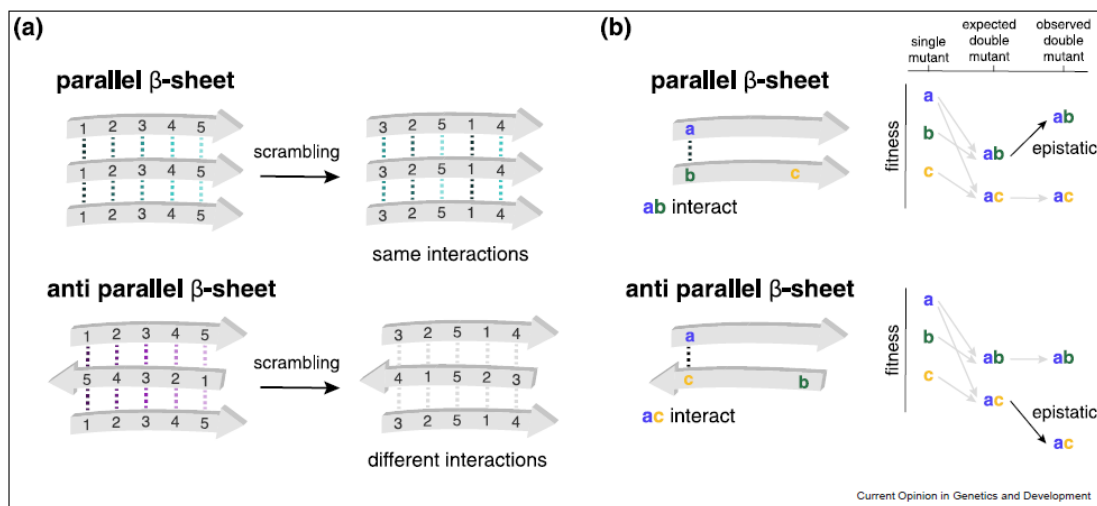 (a)
parallel β-sheet
1 2 3 4 5
1 2 3 4 5
1 2 3 4 5
scrambling
3 2 5 1 4
3 2 5 1 4
3 2 5 1 4
same interactions
anti parallel β-sheet
1 2 3 4 5
5 4 3 2 1
1 2 3 4 5
scrambling
3 2 5 1 4
4 1 5 2 3
3 2 5 1 4
different interactions
(b)
parallel β-sheet
a
b c
ab interact
single
mutant
expected
double
mutant
observed
double
mutant
fitness
a
b
c
ab
ac
ab
epistatic
ac
anti parallel β-sheet
a
c b
ac interact
fitness
a
b
c
ab
ac
ab
epistatic
ac
Current Opinion in Genetics and Development